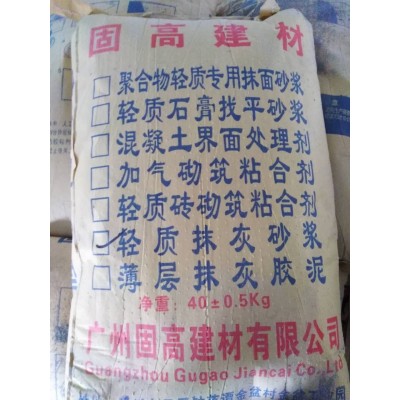 固高建材
聚合物轻质专用抹面砂浆
轻质石膏找平砂浆
混凝土界面处理剂
加气砌筑粘合剂
轻质砖砌筑粘合剂
轻质抹灰砂浆
薄层抹灰胶泥
净重 40±0.5Kg
广州固高建材有限公司
Guangzhou Gugao Jiancai Co. Ltd